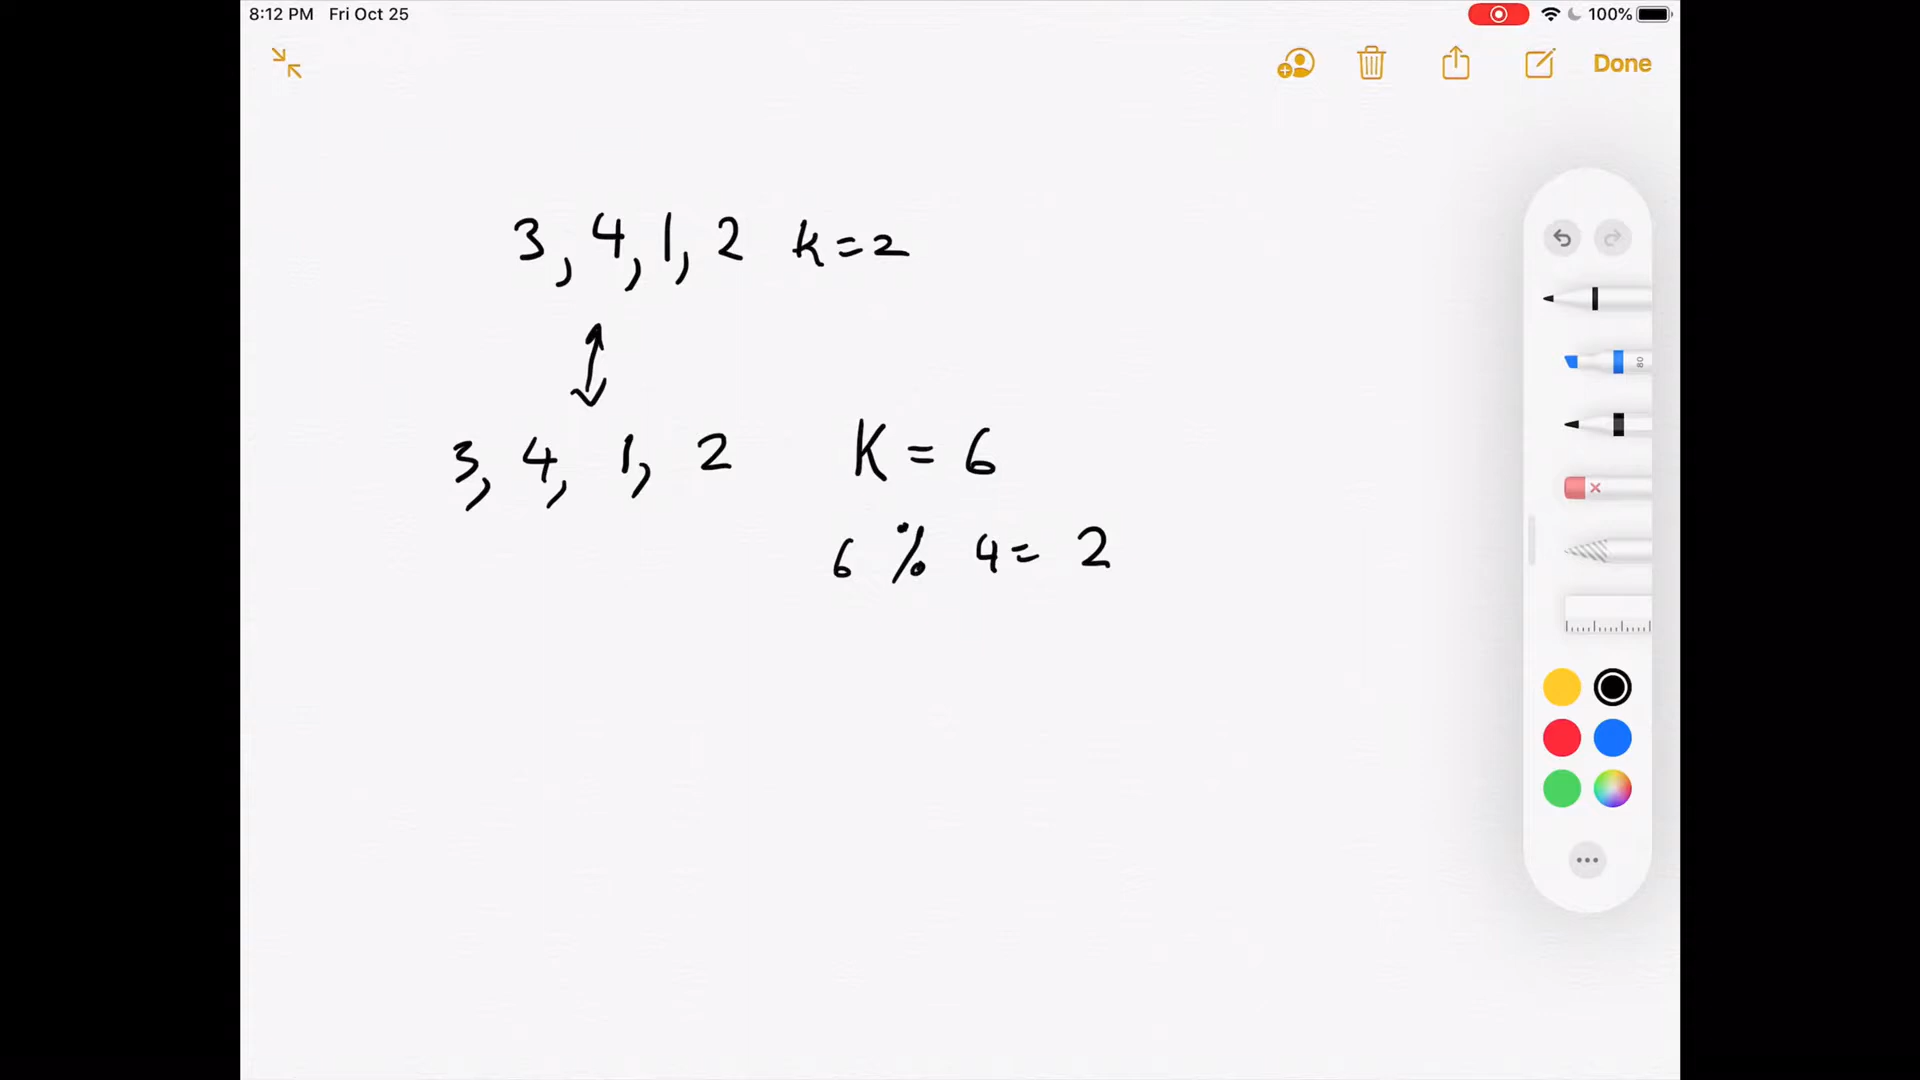 8:12 PM Fri Oct 25
100%
Done
3, 4, 1, 2 k=2
3, 4, 1, 2 K = 6
6 % 4 = 2
80